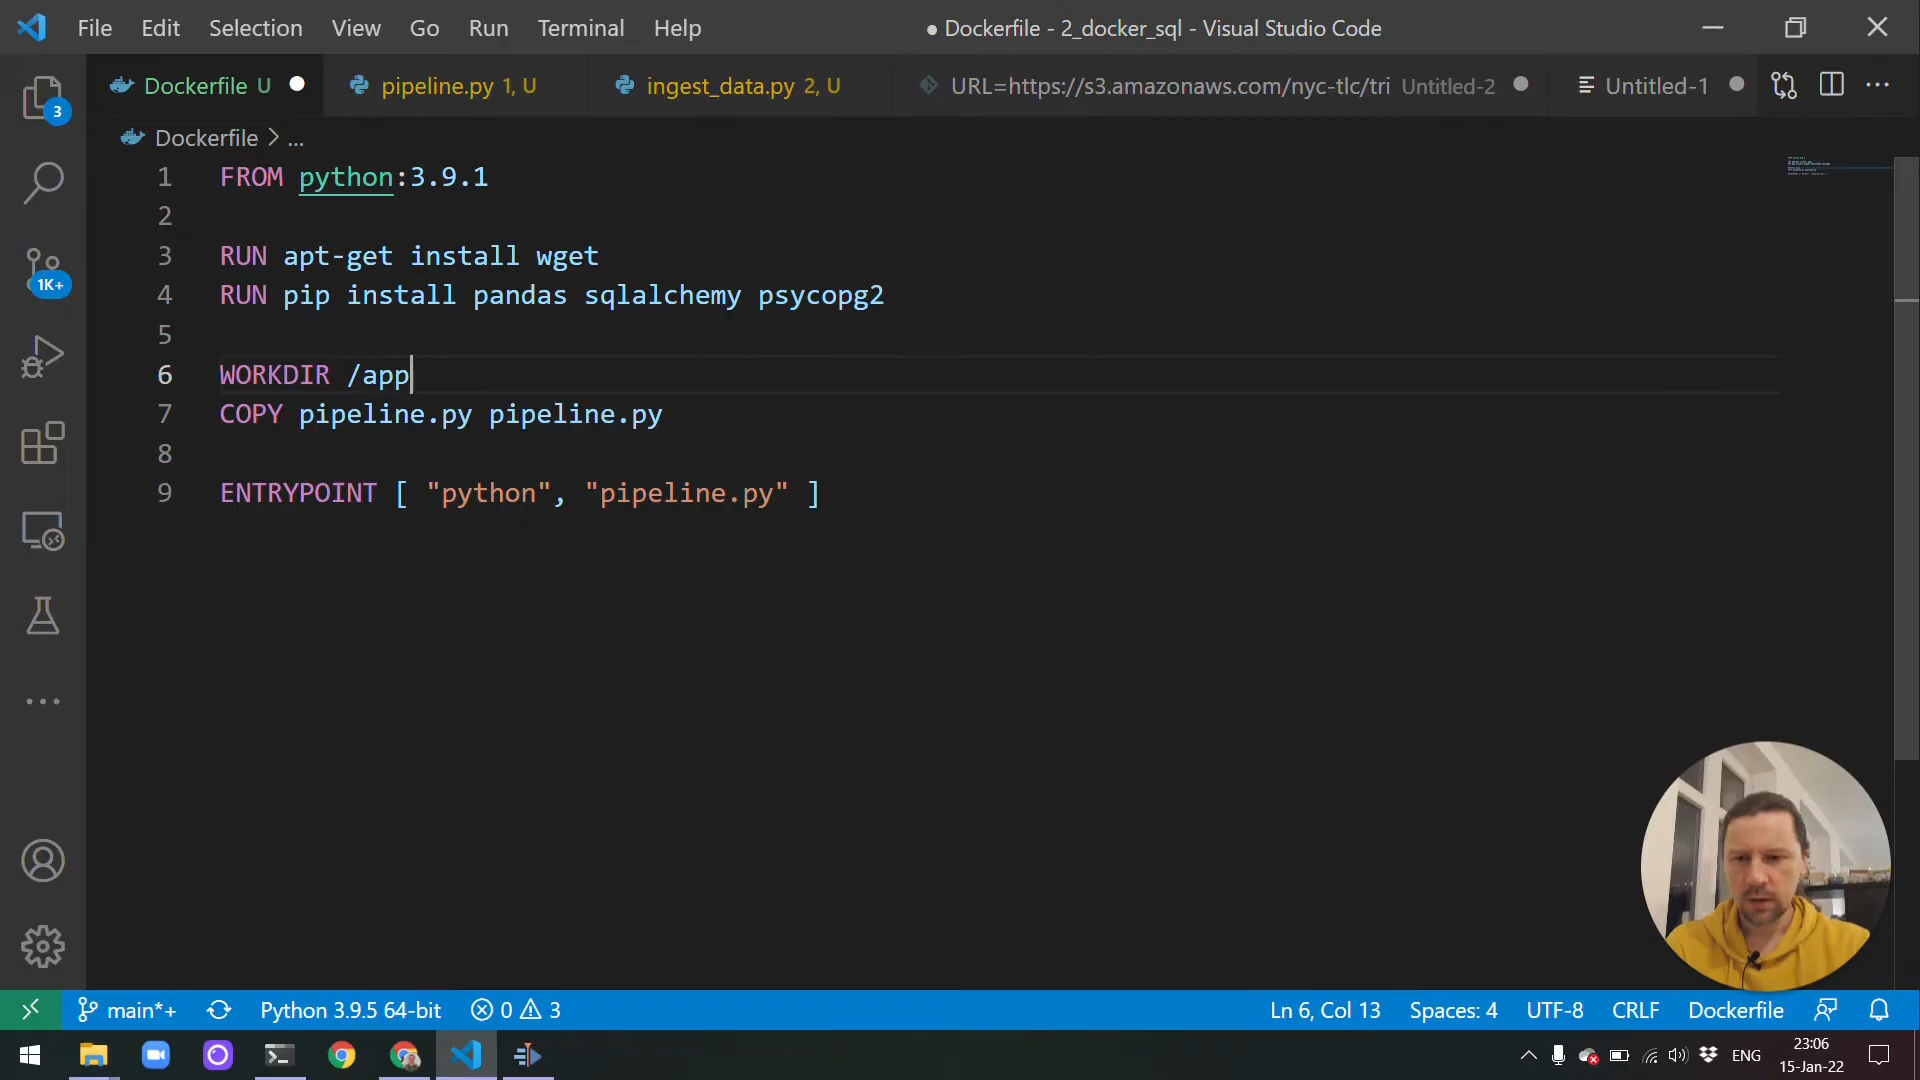 File Edit Selection View Go Run Terminal Help
● Dockerfile - 2_docker_sql - Visual Studio Code
Dockerfile U
pipeline.py 1, U
ingest_data.py 2, U
URL=https://s3.amazonaws.com/nyc-tlc/tri Untitled-2
Untitled-1
3
Dockerfile > ...
1 FROM python:3.9.1
2
3 RUN apt-get install wget
4 RUN pip install pandas sqlalchemy psycopg2
5
6 WORKDIR /app
7 COPY pipeline.py pipeline.py
8
9 ENTRYPOINT [ "python", "pipeline.py" ]
1K+
main*+ Python 3.9.5 64-bit 0 3
Ln 6, Col 13 Spaces: 4 UTF-8 CRLF Dockerfile
ENG
23:06
15-Jan-22